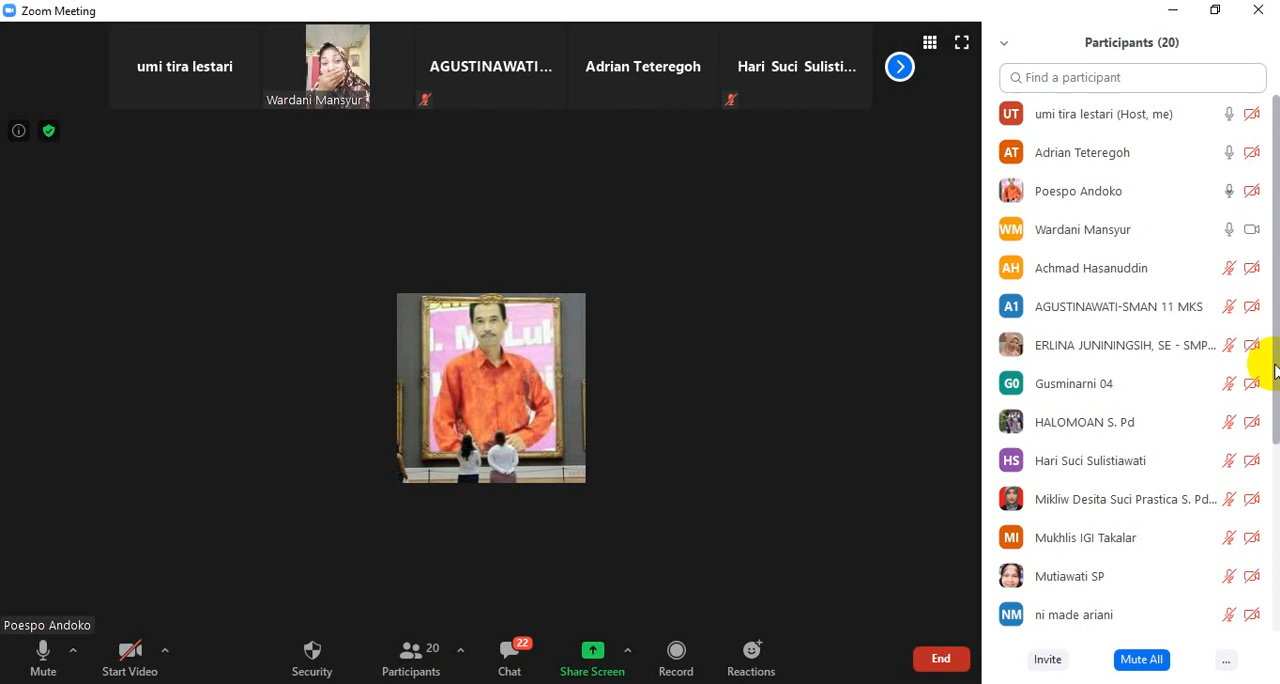 Zoom Meeting
umi tira lestari
Wardani Mansyur
AGUSTINAWATI...
Adrian Teteregoh
Hari Suci Sulisti...
Poespo Andoko
Mute
Start Video
Security
20
Participants
22
Chat
Share Screen
Record
Reactions
End
Participants (20)
Find a participant
UT umi tira lestari (Host, me)
AT Adrian Teteregoh
Poespo Andoko
WM Wardani Mansyur
AH Achmad Hasanuddin
A1 AGUSTINAWATI-SMAN 11 MKS
ERLINA JUNININGSIH, SE - SMP...
G0 Gusminarni 04
HALOMOAN S. Pd
HS Hari Suci Sulistiawati
Mikliw Desita Suci Prastica S. Pd...
MI Mukhlis IGI Takalar
Mutiawati SP
NM ni made ariani
Invite
Mute All
...